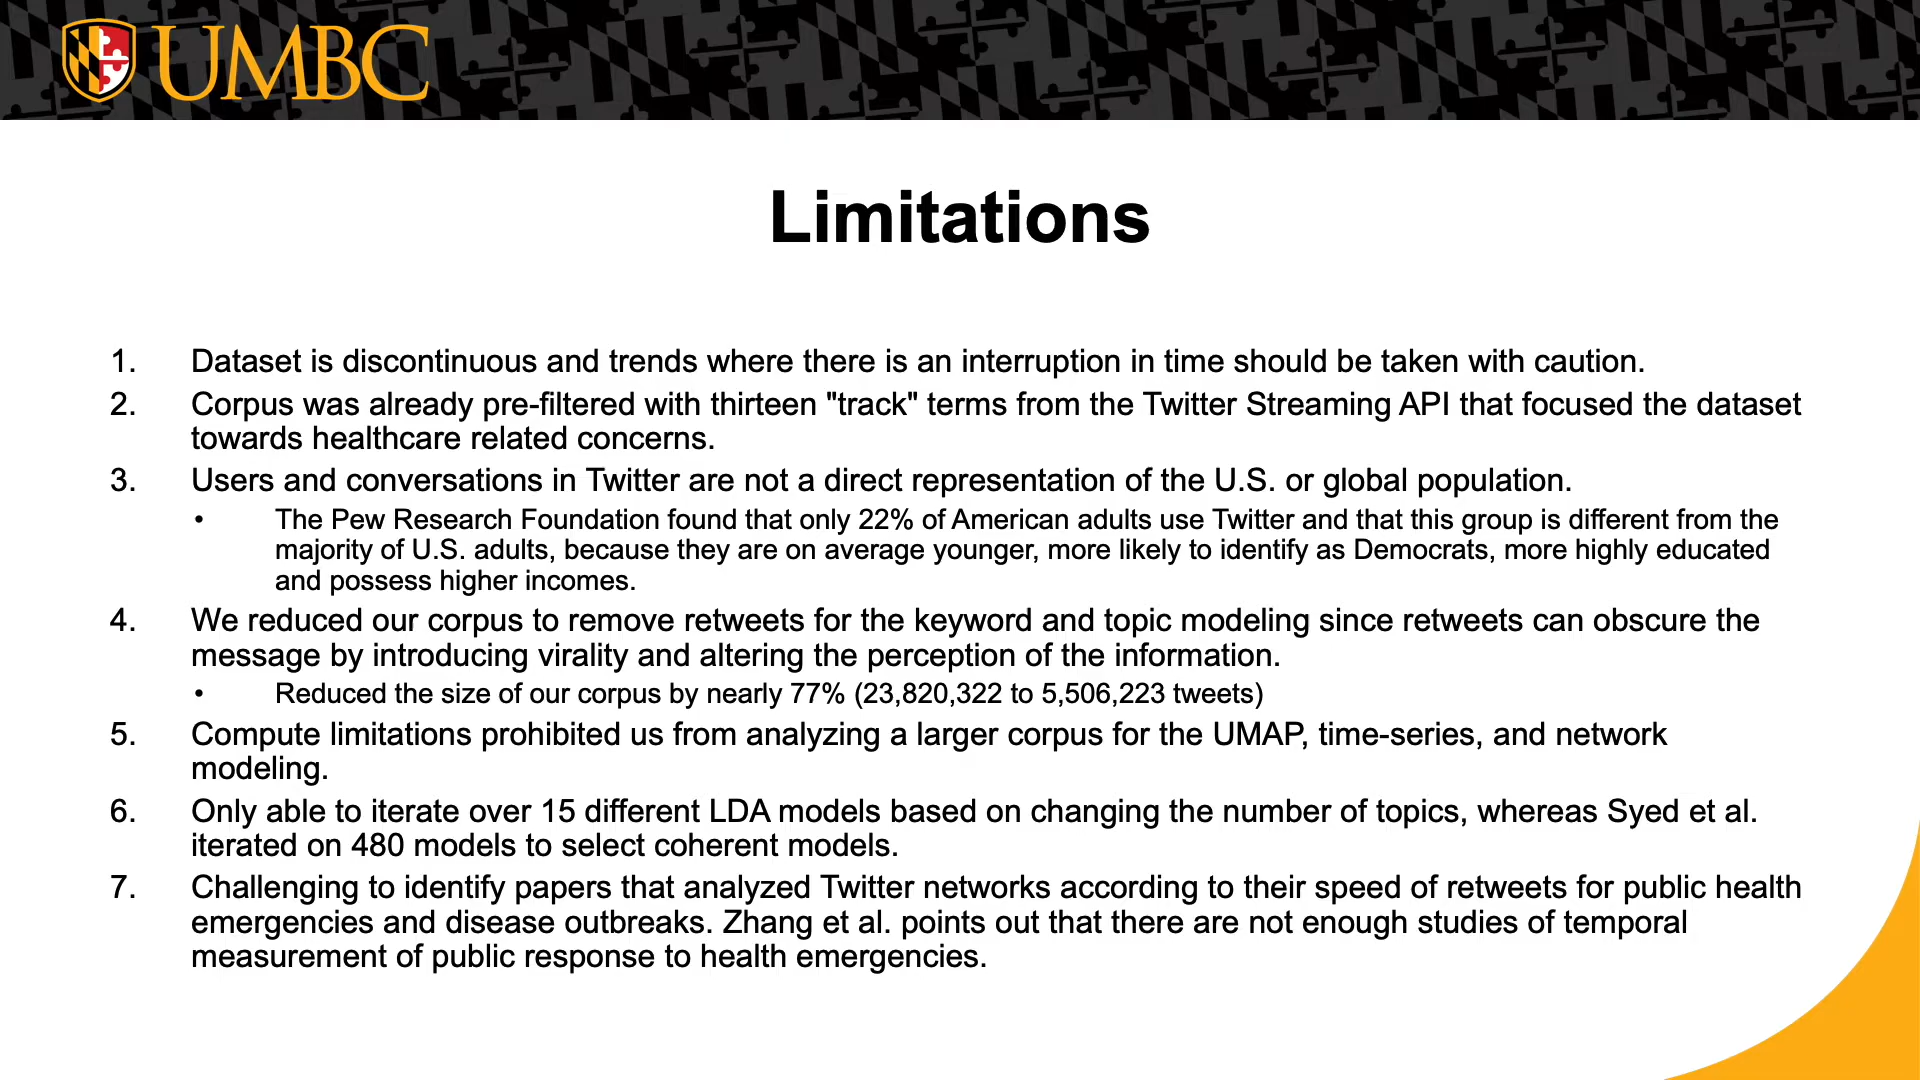 UMBC
Limitations
1. Dataset is discontinuous and trends where there is an interruption in time should be taken with caution.
2. Corpus was already pre-filtered with thirteen "track" terms from the Twitter Streaming API that focused the dataset
towards healthcare related concerns.
3. Users and conversations in Twitter are not a direct representation of the U.S. or global population.
• The Pew Research Foundation found that only 22% of American adults use Twitter and that this group is different from the
majority of U.S. adults, because they are on average younger, more likely to identify as Democrats, more highly educated
and possess higher incomes.
4. We reduced our corpus to remove retweets for the keyword and topic modeling since retweets can obscure the
message by introducing virality and altering the perception of the information.
• Reduced the size of our corpus by nearly 77% (23,820,322 to 5,506,223 tweets)
5. Compute limitations prohibited us from analyzing a larger corpus for the UMAP, time-series, and network
modeling.
6. Only able to iterate over 15 different LDA models based on changing the number of topics, whereas Syed et al.
iterated on 480 models to select coherent models.
7. Challenging to identify papers that analyzed Twitter networks according to their speed of retweets for public health
emergencies and disease outbreaks. Zhang et al. points out that there are not enough studies of temporal
measurement of public response to health emergencies.